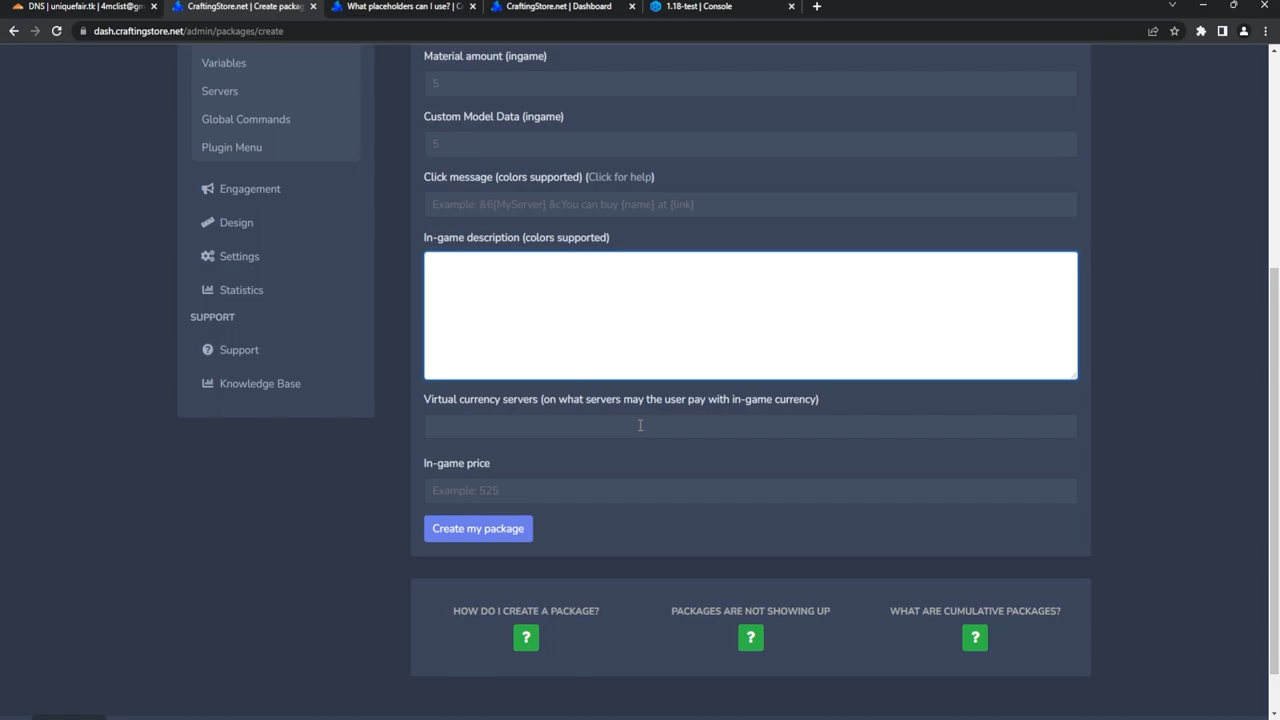 DNS | uniquefair.tk | 4mclist@gm
CraftingStore.net | Create packag
What placeholders can I use? | C
CraftingStore.net | Dashboard
1.18-test | Console
dash.craftingstore.net/admin/packages/create
Variables
Servers
Global Commands
Plugin Menu
Engagement
Design
Settings
Statistics
SUPPORT
Support
Knowledge Base
Material amount (ingame)
5
Custom Model Data (ingame)
5
Click message (colors supported) (Click for help)
Example: &6[MyServer] &cYou can buy {name} at {link}
In-game description (colors supported)
Virtual currency servers (on what servers may the user pay with in-game currency)
In-game price
Example: 525
Create my package
HOW DO I CREATE A PACKAGE?
?
PACKAGES ARE NOT SHOWING UP
?
WHAT ARE CUMULATIVE PACKAGES?
?